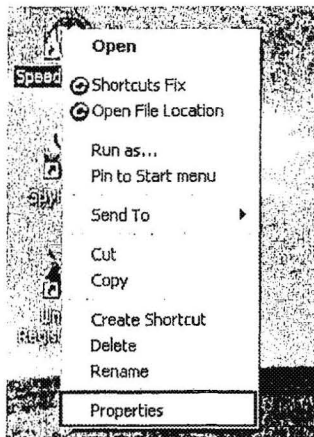 Open
Speed
Shortcuts Fix
Open File Location
Run as...
Pin to Start menu
Send To
Cut
Copy
Create Shortcut
Delete
Rename
Properties